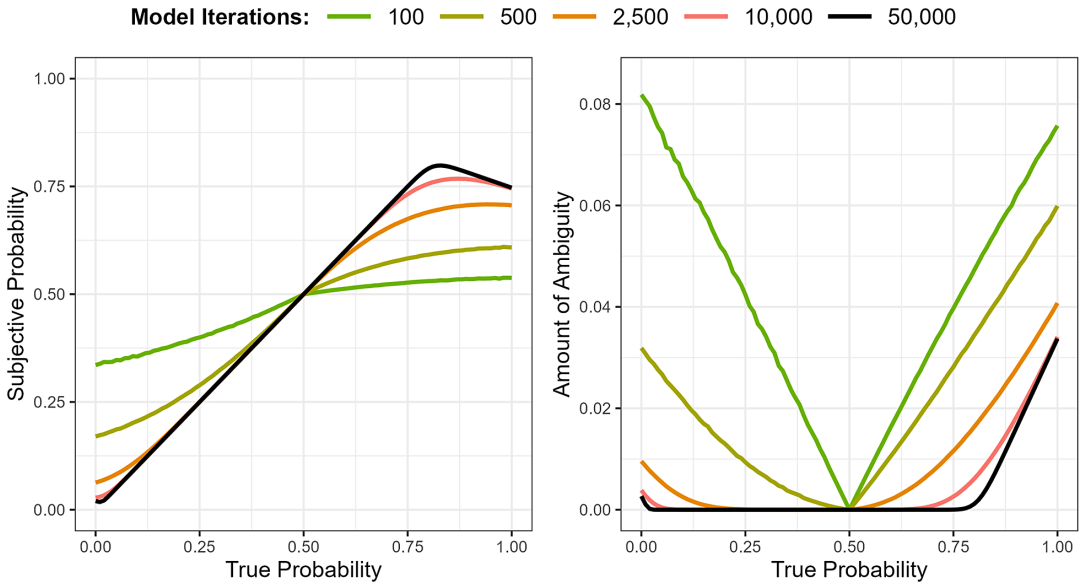 Model Iterations: 100 500 2,500 10,000 50,000
Subjective Probability
1.00
0.75
0.50
0.25
0.00
0.00 0.25 0.50 0.75 1.00
True Probability
Amount of Ambiguity
0.08
0.06
0.04
0.02
0.00
0.00 0.25 0.50 0.75 1.00
True Probability